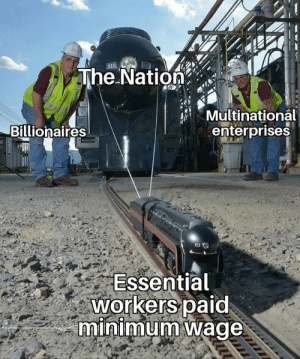 The Nation
Billionaires
Multinational
enterprises
Essential
workers paid
minimum wage